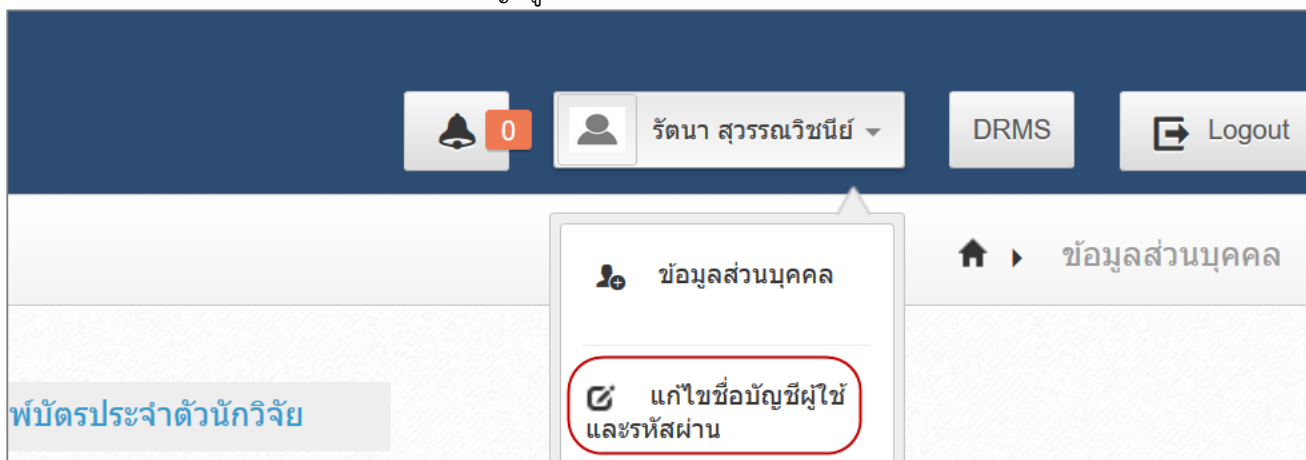 0
รัตนา สุวรรณวิชนีย์
DRMS
Logout
ข้อมูลส่วนบุคคล
ข้อมูลส่วนบุคคล
แก้ไขชื่อบัญชีผู้ใช้
และรหัสผ่าน
พ์บัตรประจำตัวนักวิจัย